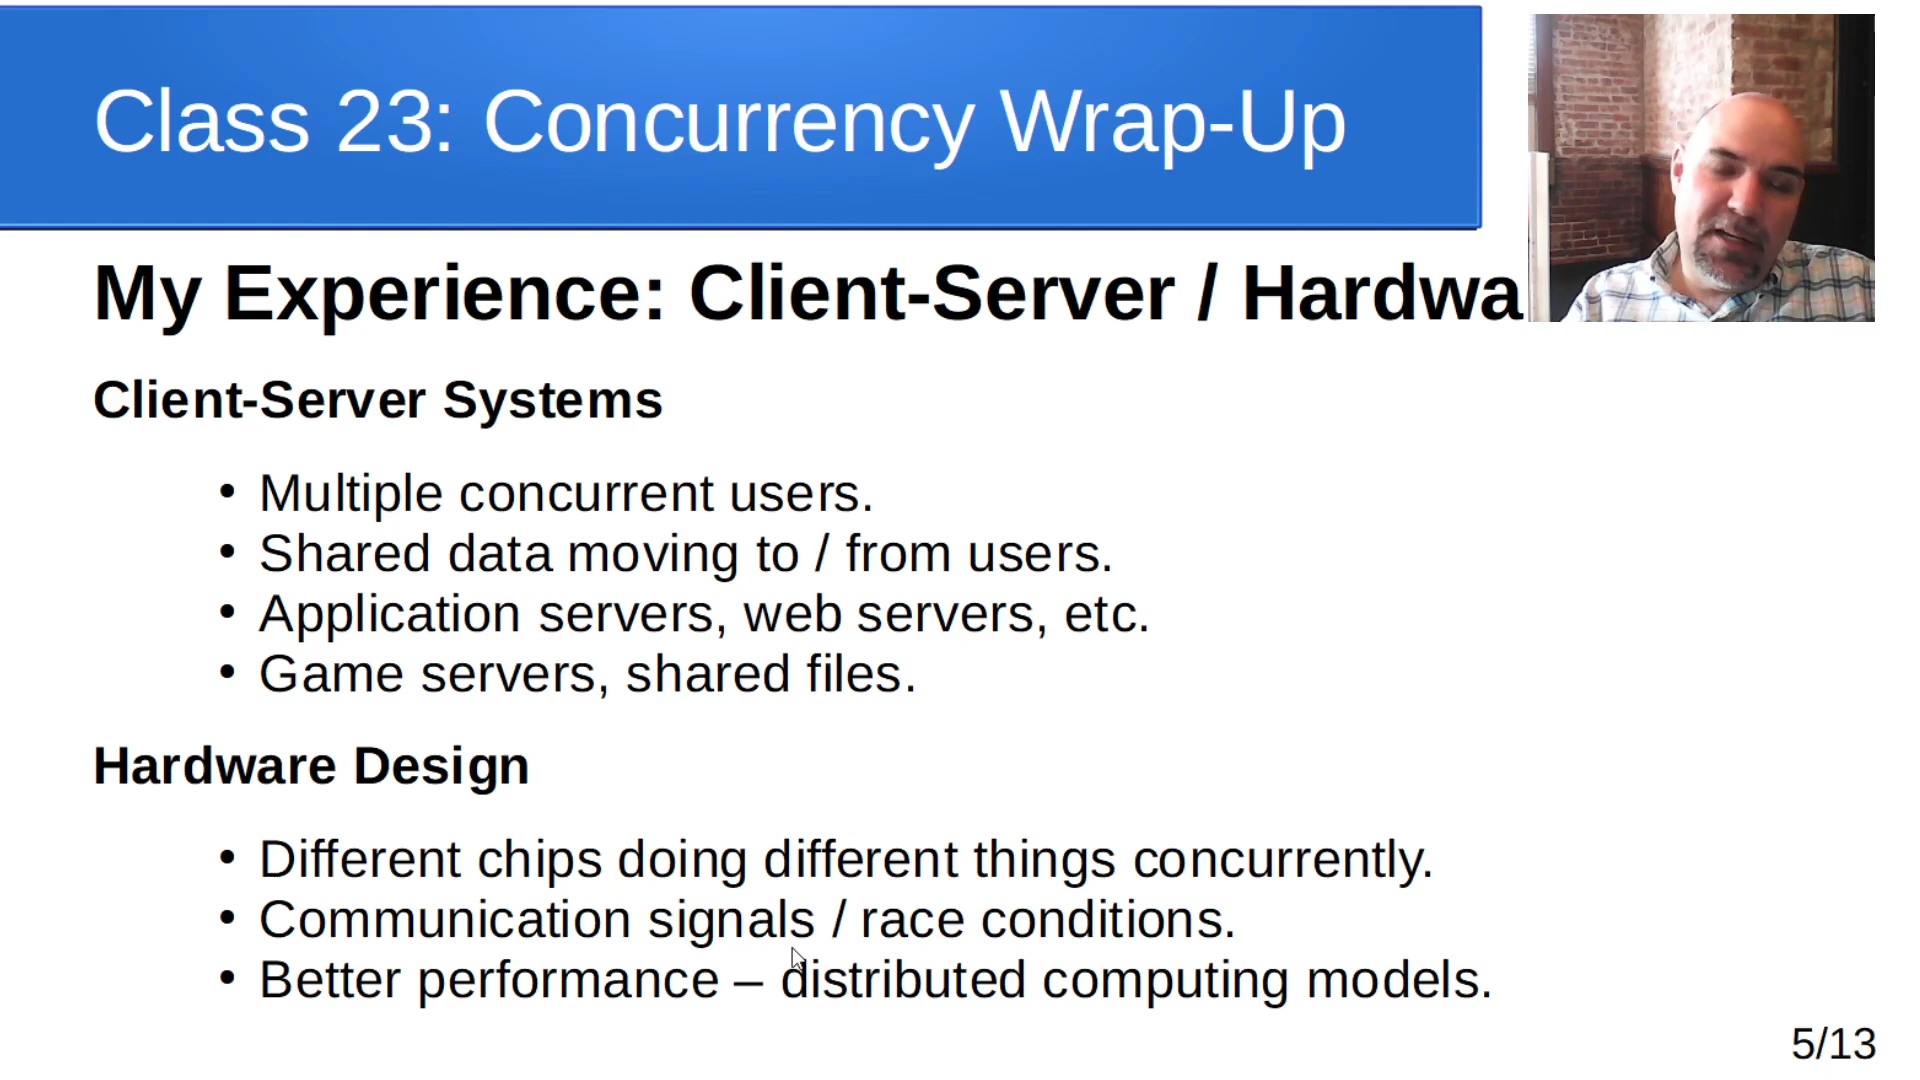 Class 23: Concurrency Wrap-Up
My Experience: Client-Server / Hardwa
Client-Server Systems
• Multiple concurrent users.
• Shared data moving to / from users.
• Application servers, web servers, etc.
• Game servers, shared files.
Hardware Design
• Different chips doing different things concurrently.
• Communication signals / race conditions.
• Better performance – distributed computing models.
5/13